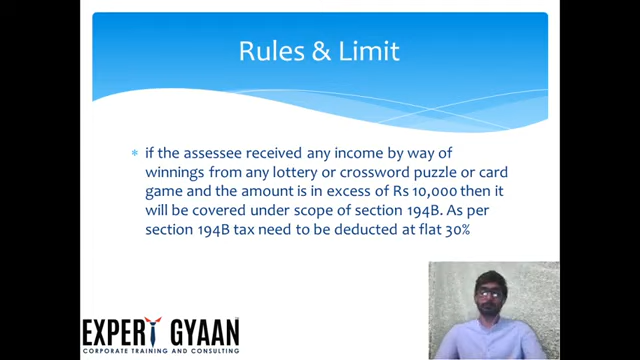 Rules & Limit
* if the assessee received any income by way of
winnings from any lottery or crossword puzzle or card
game and the amount is in excess of Rs 10,000 then it
will be covered under scope of section 194B. As per
section 194B tax need to be deducted at flat 30%
EXPERT GYAAN
CORPORATE TRAINING AND CONSULTING